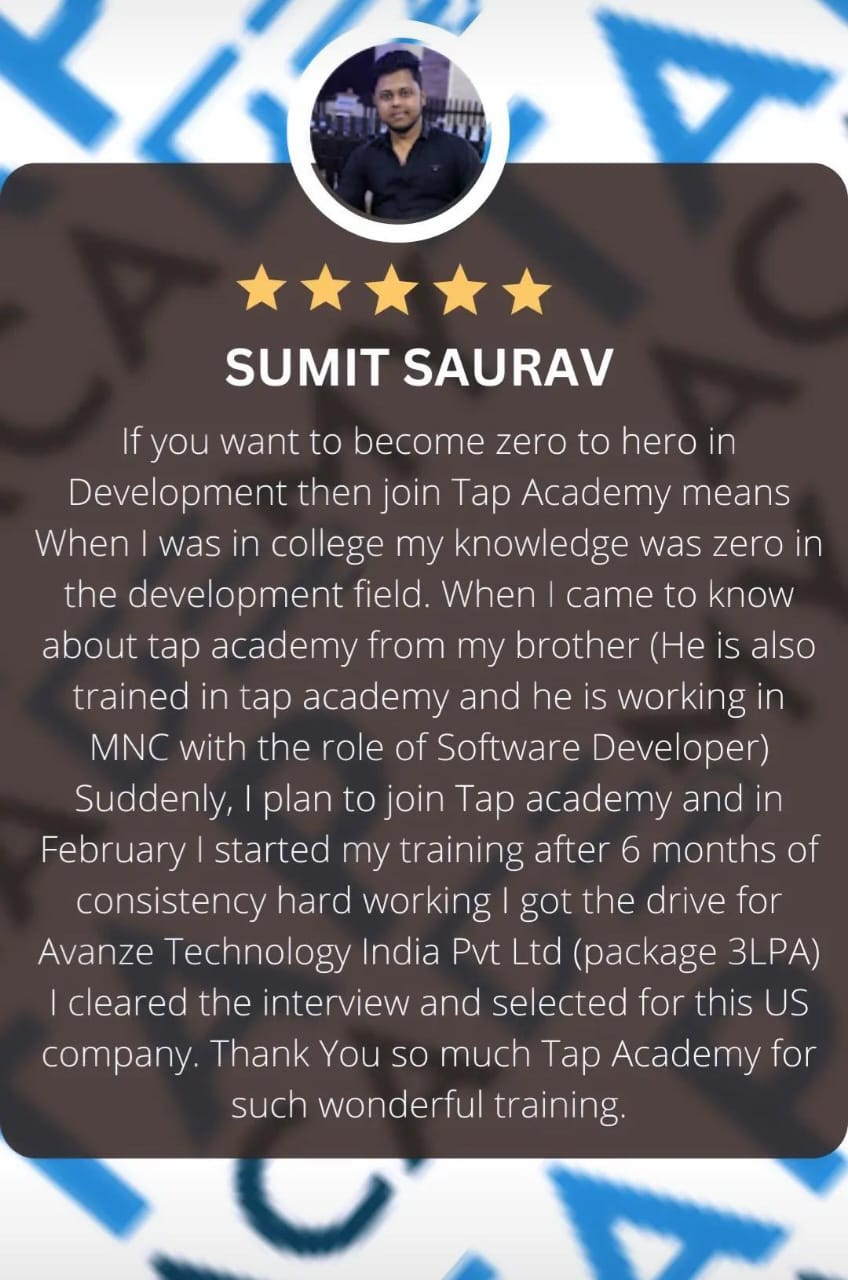 SUMIT SAURAV
If you want to become zero to hero in
Development then join Tap Academy means
When I was in college my knowledge was zero in
the development field. When I came to know
about tap academy from my brother (He is also
trained in tap academy and he is working in
MNC with the role of Software Developer)
Suddenly, I plan to join Tap academy and in
February I started my training after 6 months of
consistency hard working I got the drive for
Avanze Technology India Pvt Ltd (package 3LPA)
I cleared the interview and selected for this US
company. Thank You so much Tap Academy for
such wonderful training.